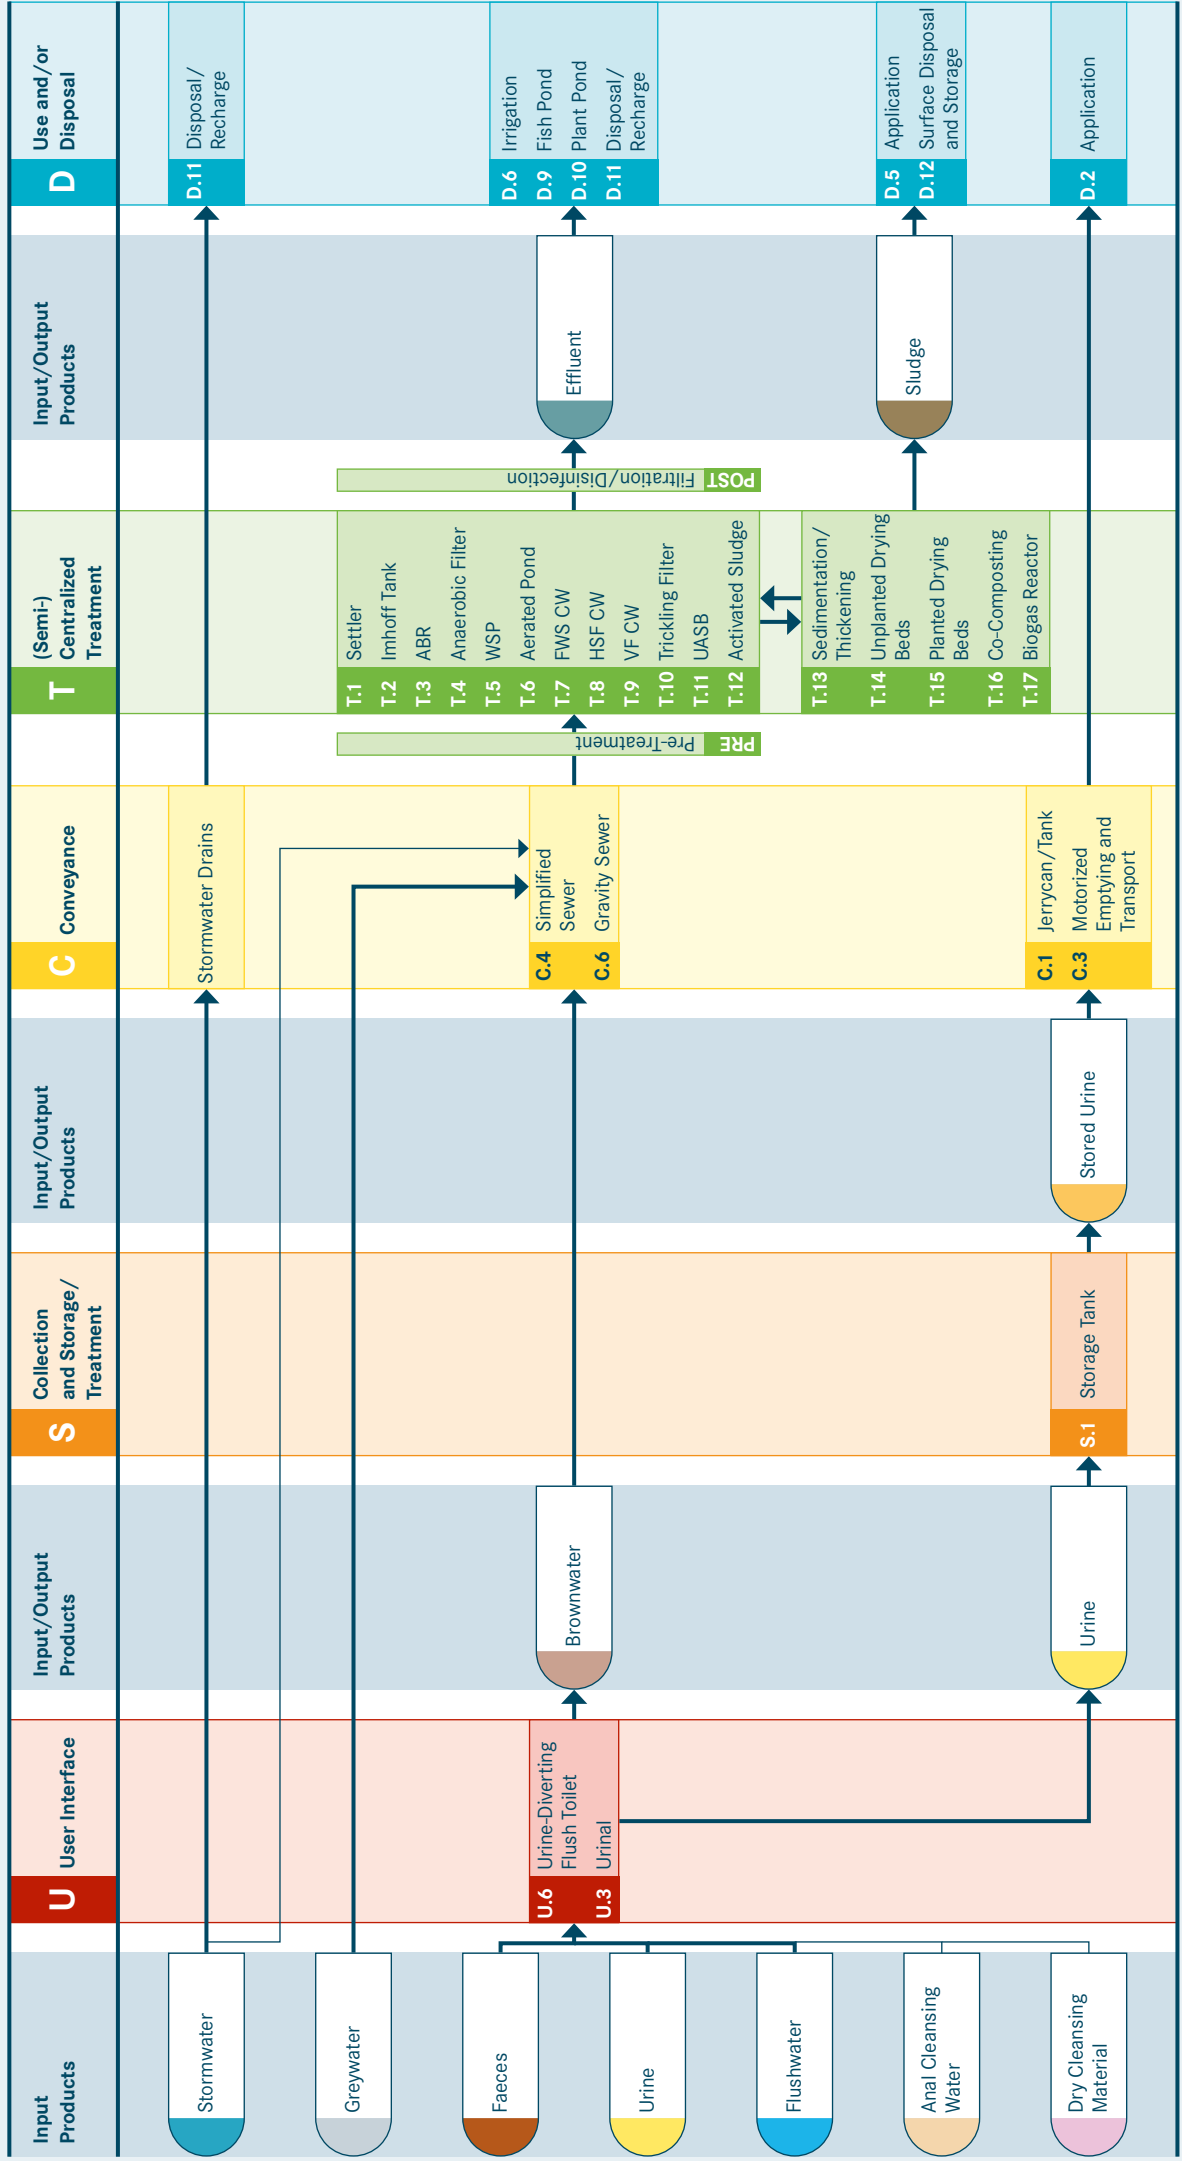 Input
Products
U
User Interface
Input/Output
Products
S
Collection
and Storage/
Treatment
Input/Output
Products
C
Conveyance
T
(Semi-)
Centralized
Treatment
Input/Output
Products
D
Use and/or
Disposal
Stormwater
Stormwater Drains
D.11
Disposal/
Recharge
Greywater
Faeces
Urine
Flushwater
Anal Cleansing
Water
Dry Cleansing
Material
U.6
Urine-Diverting
Flush Toilet
U.3
Urinal
Brownwater
Urine
S.1
Storage Tank
Stored Urine
C.4
Simplified
Sewer
C.6
Gravity Sewer
C.1
Jerrycan/Tank
C.3
Motorized
Emptying and
Transport
PRE
Pre-Treatment
T.1
Settler
T.2
Imhoff Tank
T.3
ABR
T.4
Anaerobic Filter
T.5
WSP
T.6
Aerated Pond
T.7
FWS CW
T.8
HSF CW
T.9
VF CW
T.10
Trickling Filter
T.11
UASB
T.12
Activated Sludge
T.13
Sedimentation/
Thickening
T.14
Unplanted Drying
Beds
T.15
Planted Drying
Beds
T.16
Co-Composting
T.17
Biogas Reactor
POST
Filtration/Disinfection
Effluent
Sludge
D.6
Irrigation
D.9
Fish Pond
D.10
Plant Pond
D.11
Disposal/
Recharge
D.5
Application
D.12
Surface Disposal
and Storage
D.2
Application